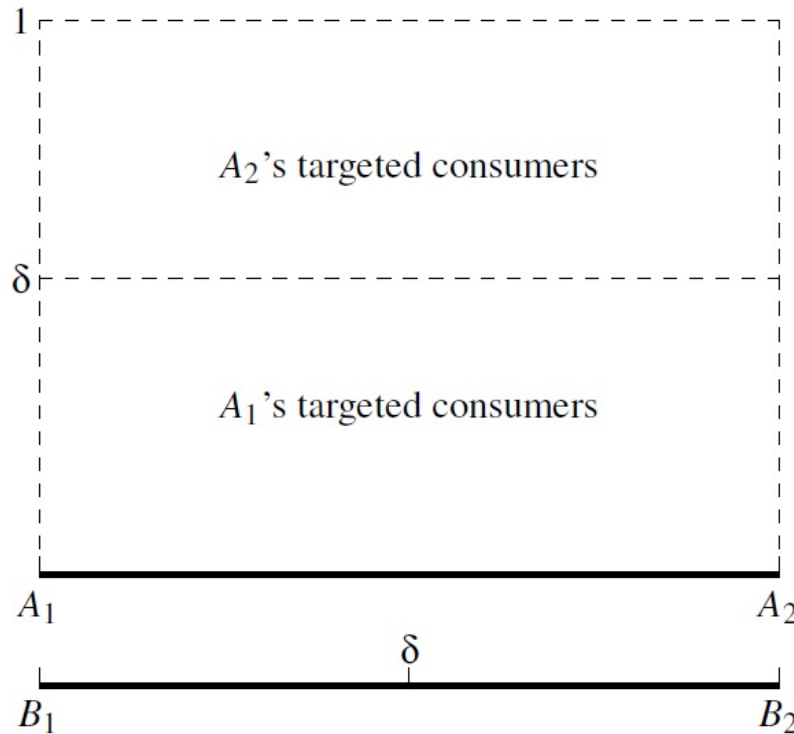 1
A₂'s targeted consumers
δ
A₁'s targeted consumers
A₁ A₂
δ
B₁ B₂